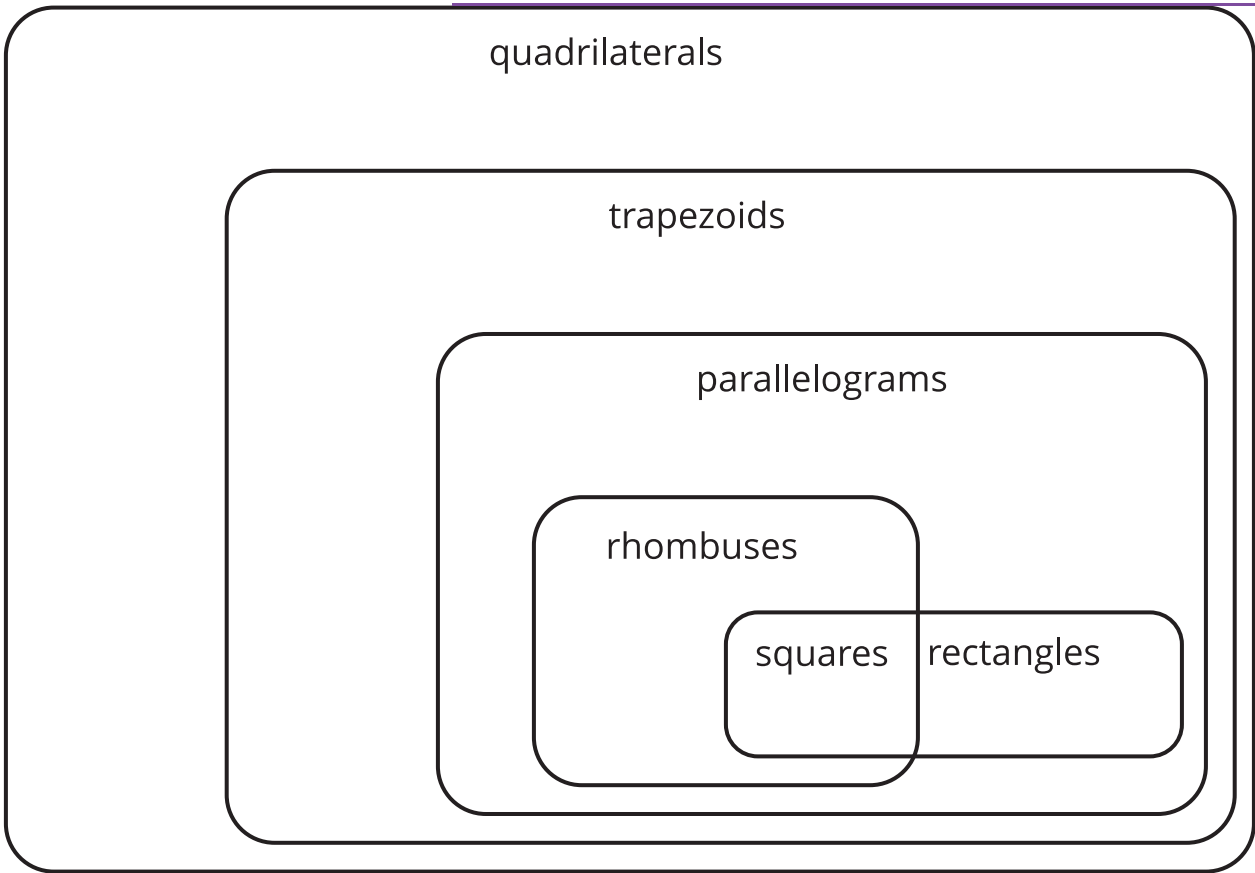 quadrilaterals
trapezoids
parallelograms
rhombuses
squares rectangles